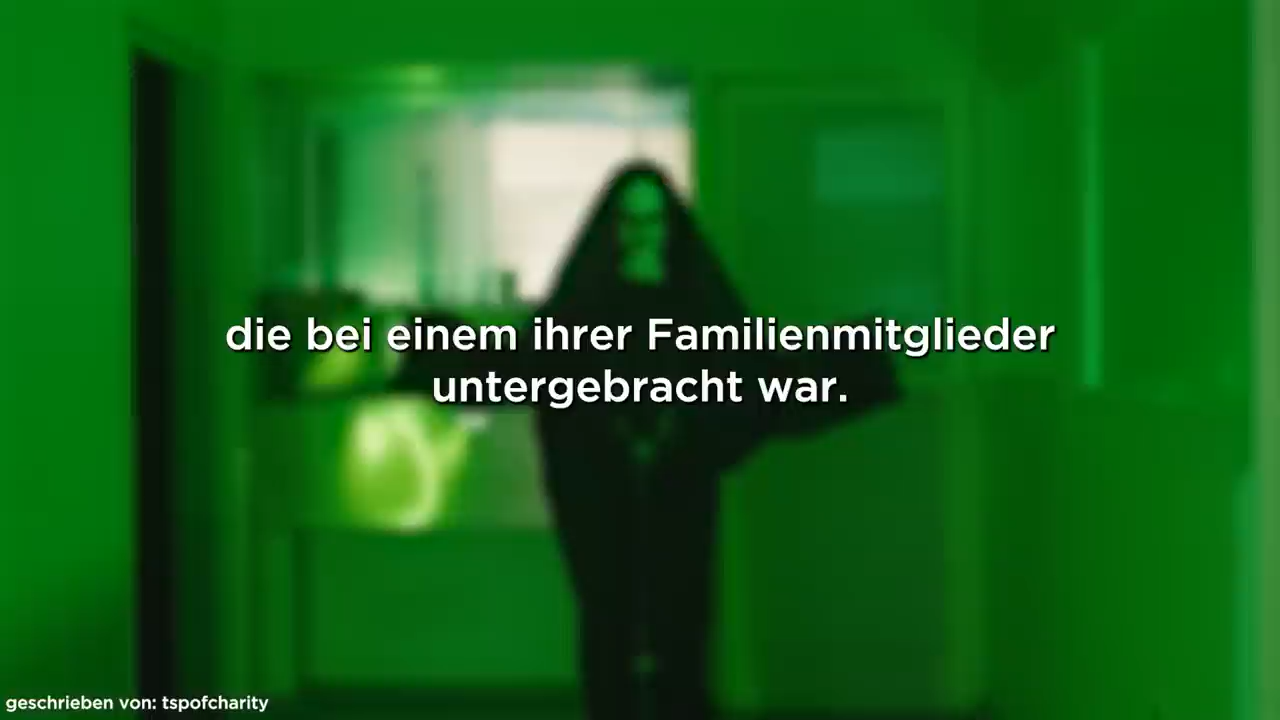 die bei einem ihrer Familienmitglieder
untergebracht war.
geschrieben von: tspofcharity